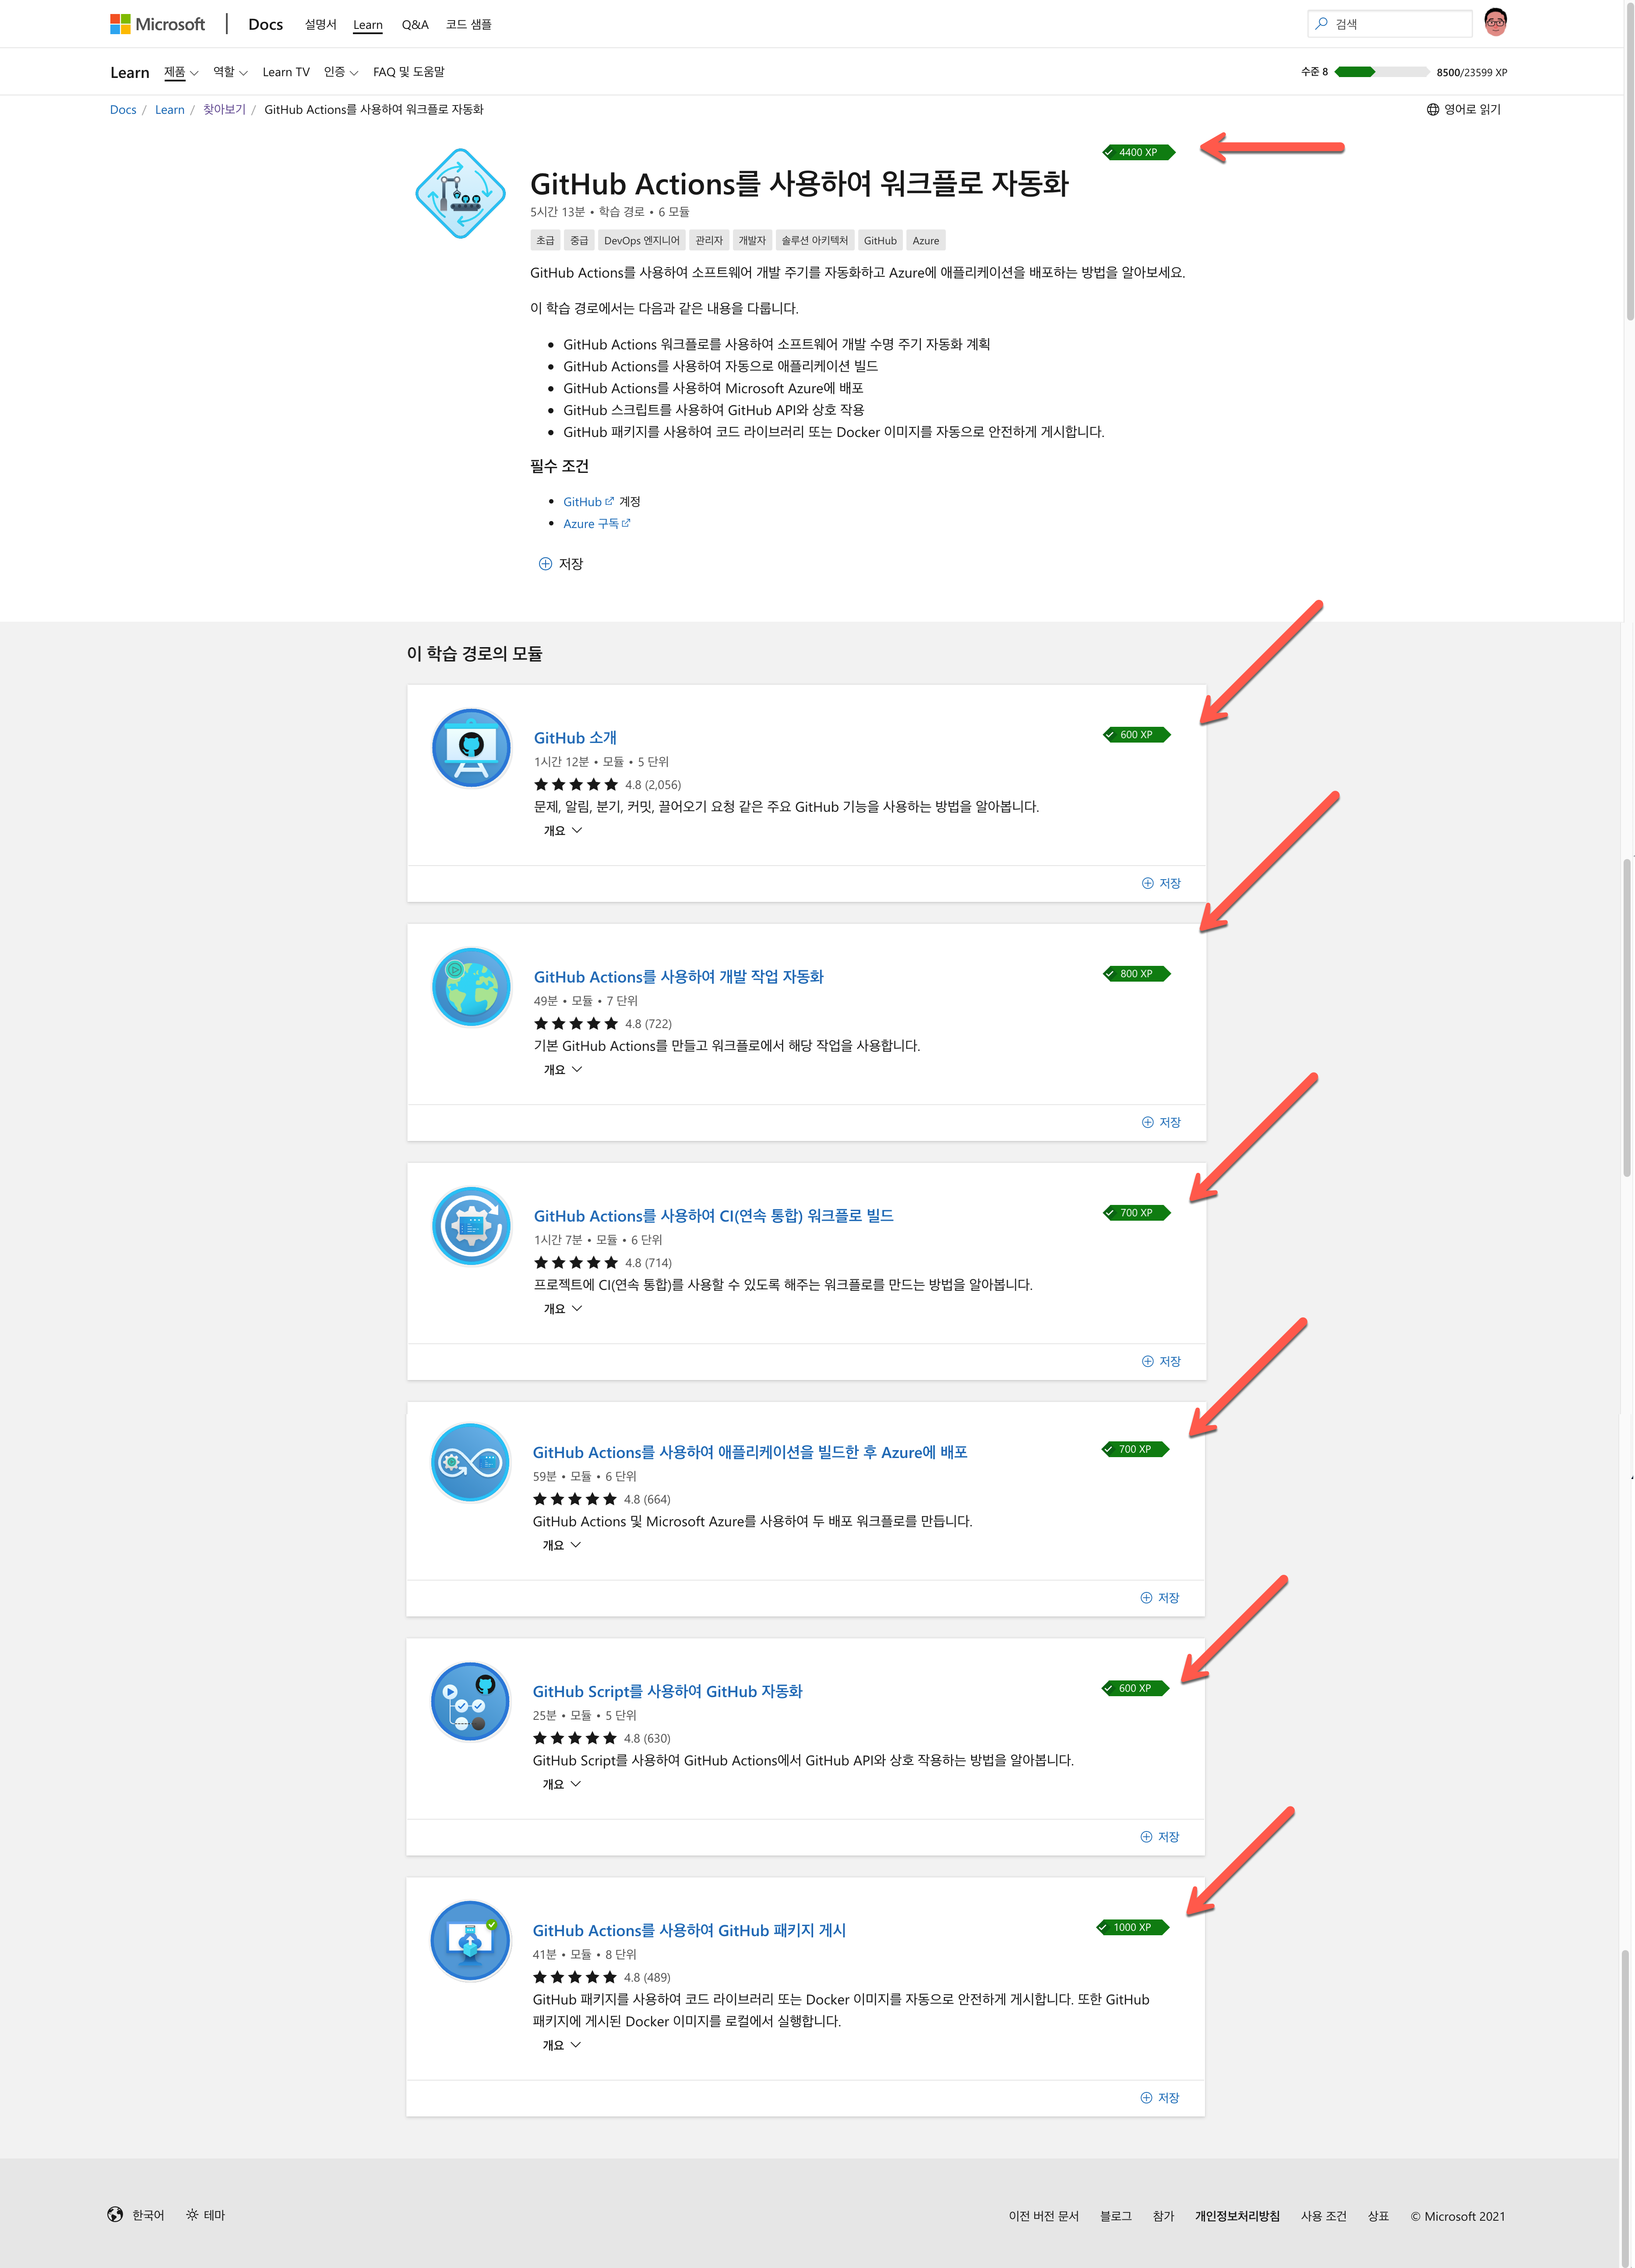 Microsoft | Docs 설명서 Learn Q&A 코드 샘플 검색
Learn 제품 역할 Learn TV 인증 FAQ 및 도움말 수준 8 8500/23599 XP
Docs / Learn / 찾아보기 / GitHub Actions를 사용하여 워크플로 자동화 영어로 읽기
4400 XP
GitHub Actions를 사용하여 워크플로 자동화
5시간 13분 • 학습 경로 • 6 모듈
초급 중급 DevOps 엔지니어 관리자 개발자 솔루션 아키텍처 GitHub Azure
GitHub Actions를 사용하여 소프트웨어 개발 주기를 자동화하고 Azure에 애플리케이션을 배포하는 방법을 알아보세요.
이 학습 경로에서는 다음과 같은 내용을 다룹니다.
• GitHub Actions 워크플로를 사용하여 소프트웨어 개발 수명 주기 자동화 계획
• GitHub Actions를 사용하여 자동으로 애플리케이션 빌드
• GitHub Actions를 사용하여 Microsoft Azure에 배포
• GitHub 스크립트를 사용하여 GitHub API와 상호 작용
• GitHub 패키지를 사용하여 코드 라이브러리 또는 Docker 이미지를 자동으로 안전하게 게시합니다.
필수 조건
• GitHub 계정
• Azure 구독
저장
이 학습 경로의 모듈
600 XP
GitHub 소개
1시간 12분 • 모듈 • 5 단위
★★★★★ 4.8 (2,056)
문제, 알림, 분기, 커밋, 끌어오기 요청 같은 주요 GitHub 기능을 사용하는 방법을 알아봅니다.
개요
저장
800 XP
GitHub Actions를 사용하여 개발 작업 자동화
49분 • 모듈 • 7 단위
★★★★★ 4.8 (722)
기본 GitHub Actions를 만들고 워크플로에서 해당 작업을 사용합니다.
개요
저장
700 XP
GitHub Actions를 사용하여 CI(연속 통합) 워크플로 빌드
1시간 7분 • 모듈 • 6 단위
★★★★★ 4.8 (714)
프로젝트에 CI(연속 통합)를 사용할 수 있도록 해주는 워크플로를 만드는 방법을 알아봅니다.
개요
저장
700 XP
GitHub Actions를 사용하여 애플리케이션을 빌드한 후 Azure에 배포
59분 • 모듈 • 6 단위
★★★★★ 4.8 (664)
GitHub Actions 및 Microsoft Azure를 사용하여 두 배포 워크플로를 만듭니다.
개요
저장
600 XP
GitHub Script를 사용하여 GitHub 자동화
25분 • 모듈 • 5 단위
★★★★★ 4.8 (630)
GitHub Script를 사용하여 GitHub Actions에서 GitHub API와 상호 작용하는 방법을 알아봅니다.
개요
저장
1000 XP
GitHub Actions를 사용하여 GitHub 패키지 게시
41분 • 모듈 • 8 단위
★★★★★ 4.8 (489)
GitHub 패키지를 사용하여 코드 라이브러리 또는 Docker 이미지를 자동으로 안전하게 게시합니다. 또한 GitHub
패키지에 게시된 Docker 이미지를 로컬에서 실행합니다.
개요
저장
한국어 테마 이전 버전 문서 블로그 참가 개인정보처리방침 사용 조건 상표 © Microsoft 2021